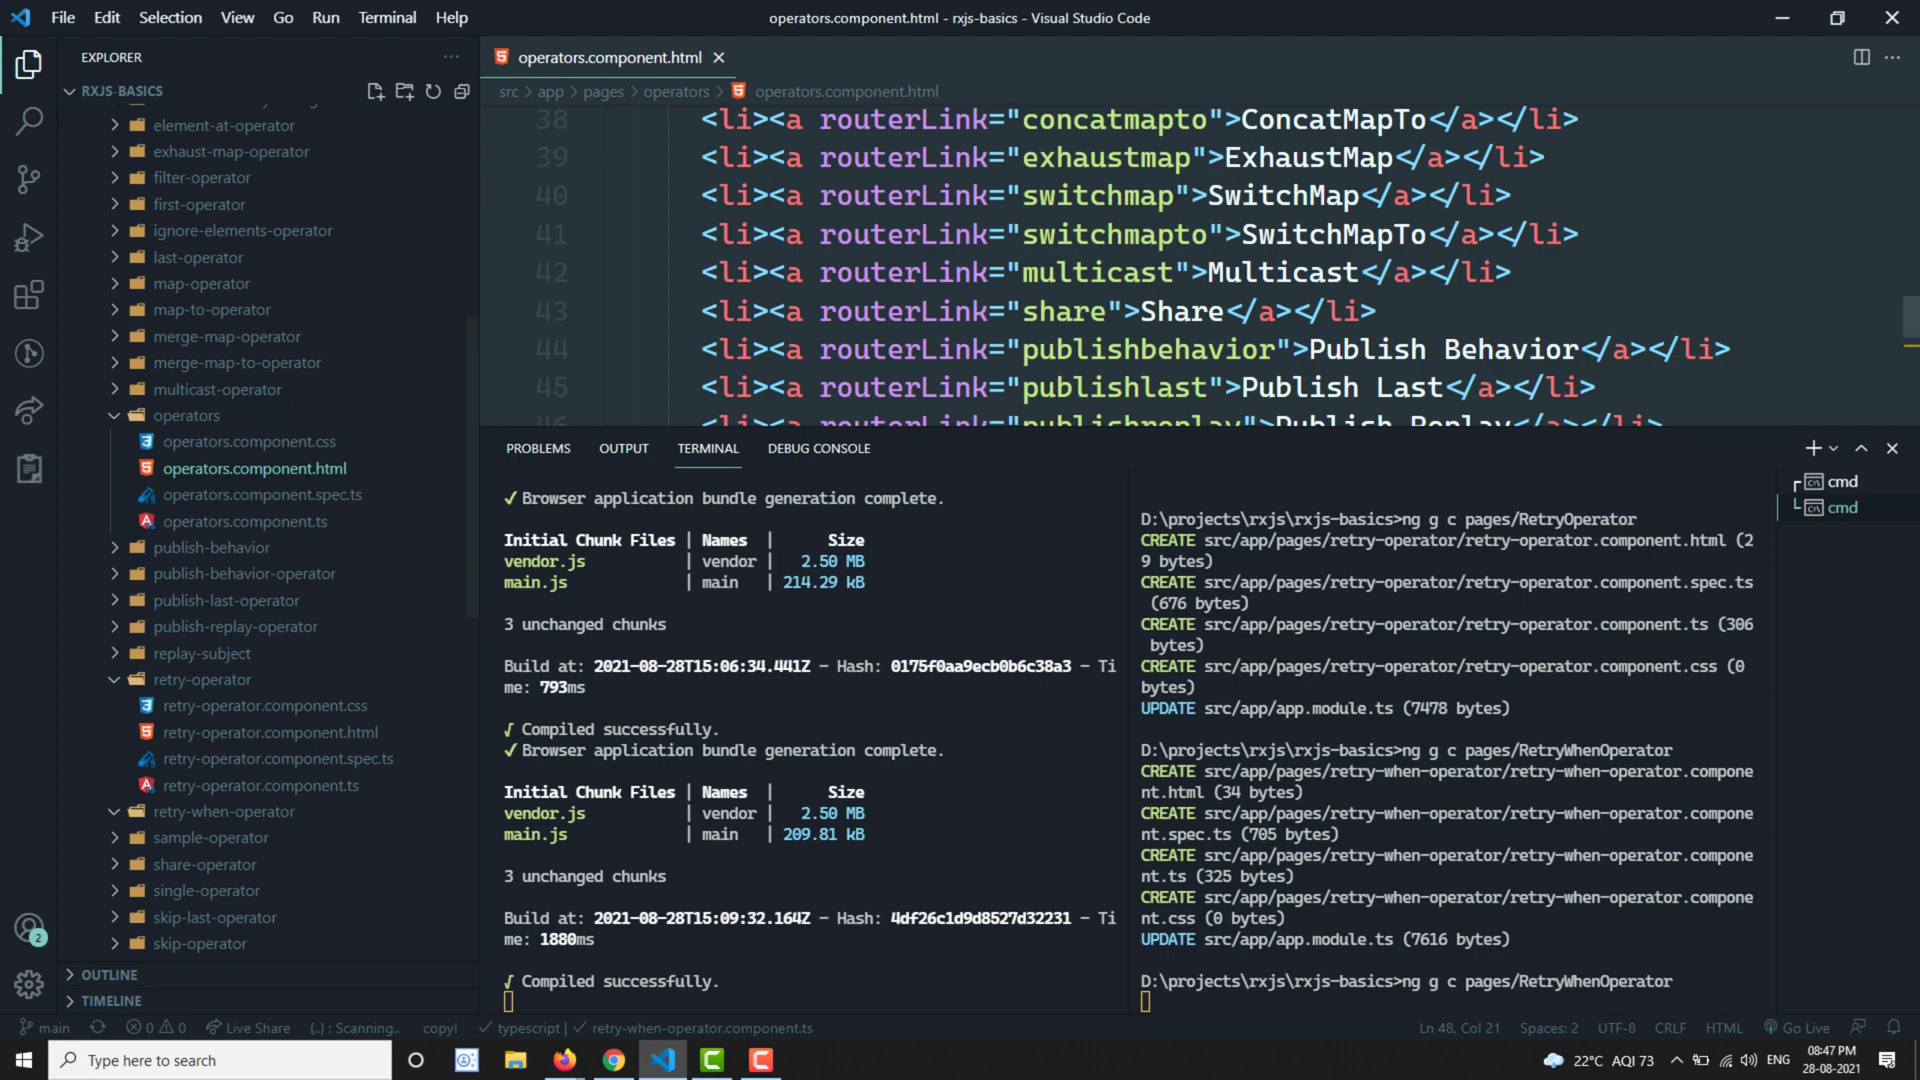 File Edit Selection View Go Run Terminal Help
operators.component.html - rxjs-basics - Visual Studio Code
EXPLORER
RXJS-BASICS
element-at-operator
exhaust-map-operator
filter-operator
first-operator
ignore-elements-operator
last-operator
map-operator
map-to-operator
merge-map-operator
merge-map-to-operator
multicast-operator
operators
operators.component.css
operators.component.html
operators.component.spec.ts
operators.component.ts
publish-behavior
publish-behavior-operator
publish-last-operator
publish-replay-operator
replay-subject
retry-operator
retry-operator.component.css
retry-operator.component.html
retry-operator.component.spec.ts
retry-operator.component.ts
retry-when-operator
sample-operator
share-operator
single-operator
skip-last-operator
skip-operator
OUTLINE
TIMELINE
operators.component.html
src > app > pages > operators > operators.component.html
38 <li><a routerLink="concatmapto">ConcatMapTo</a></li>
39 <li><a routerLink="exhaustmap">ExhaustMap</a></li>
40 <li><a routerLink="switchmap">SwitchMap</a></li>
41 <li><a routerLink="switchmapto">SwitchMapTo</a></li>
42 <li><a routerLink="multicast">Multicast</a></li>
43 <li><a routerLink="share">Share</a></li>
44 <li><a routerLink="publishbehavior">Publish Behavior</a></li>
45 <li><a routerLink="publishlast">Publish Last</a></li>
46 <li><a routerLink="publishreplay">Publish Replay</a></li>
PROBLEMS OUTPUT TERMINAL DEBUG CONSOLE
✓ Browser application bundle generation complete.
Initial Chunk Files | Names | Size
vendor.js | vendor | 2.50 MB
main.js | main | 214.29 kB
3 unchanged chunks
Build at: 2021-08-28T15:06:34.441Z - Hash: 0175f0aa9ecb0b6c38a3 - Ti
me: 793ms
√ Compiled successfully.
✓ Browser application bundle generation complete.
Initial Chunk Files | Names | Size
vendor.js | vendor | 2.50 MB
main.js | main | 209.81 kB
3 unchanged chunks
Build at: 2021-08-28T15:09:32.164Z - Hash: 4df26c1d9d8527d32231 - Ti
me: 1880ms
√ Compiled successfully.
D:\projects\rxjs\rxjs-basics>ng g c pages/RetryOperator
CREATE src/app/pages/retry-operator/retry-operator.component.html (2
9 bytes)
CREATE src/app/pages/retry-operator/retry-operator.component.spec.ts
(676 bytes)
CREATE src/app/pages/retry-operator/retry-operator.component.ts (306
bytes)
CREATE src/app/pages/retry-operator/retry-operator.component.css (0
bytes)
UPDATE src/app/app.module.ts (7478 bytes)
D:\projects\rxjs\rxjs-basics>ng g c pages/RetryWhenOperator
CREATE src/app/pages/retry-when-operator/retry-when-operator.compone
nt.html (34 bytes)
CREATE src/app/pages/retry-when-operator/retry-when-operator.compone
nt.spec.ts (705 bytes)
CREATE src/app/pages/retry-when-operator/retry-when-operator.compone
nt.ts (325 bytes)
CREATE src/app/pages/retry-when-operator/retry-when-operator.compone
nt.css (0 bytes)
UPDATE src/app/app.module.ts (7616 bytes)
D:\projects\rxjs\rxjs-basics>ng g c pages/RetryWhenOperator
cmd
cmd
2
main 0 0 Live Share {..} : Scanning.. copy! ✓ typescript | ✓ retry-when-operator.component.ts
Ln 48, Col 21 Spaces: 2 UTF-8 CRLF HTML Go Live
Type here to search
22°C AQI 73 ENG
08:47 PM
28-08-2021